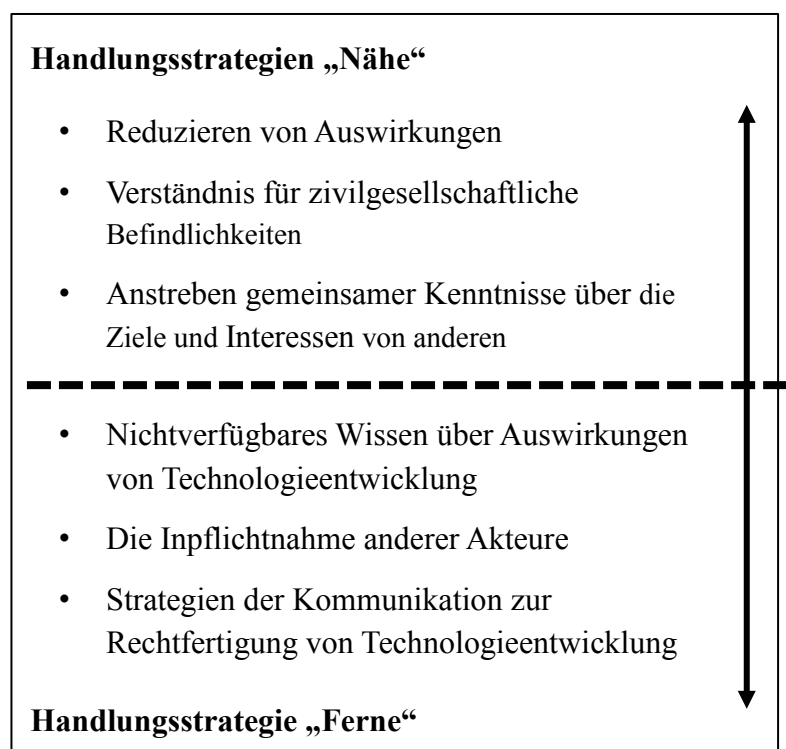 Handlungsstrategien „Nähe“
• Reduzieren von Auswirkungen
• Verständnis für zivilgesellschaftliche
Befindlichkeiten
• Anstreben gemeinsamer Kenntnisse über die
Ziele und Interessen von anderen
• Nichtverfügbares Wissen über Auswirkungen
von Technologieentwicklung
• Die Inpflichtnahme anderer Akteure
• Strategien der Kommunikation zur
Rechtfertigung von Technologieentwicklung
Handlungsstrategie „Ferne“